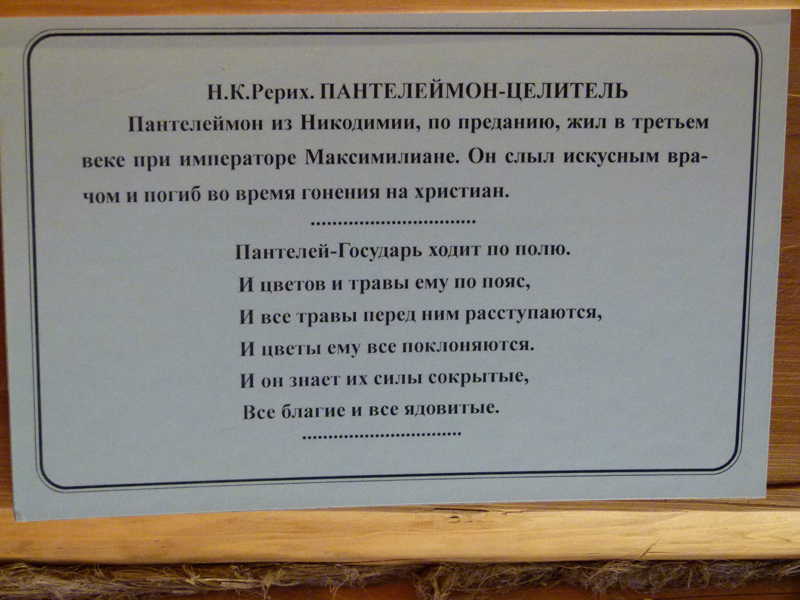 Н.К.Рерих. ПАНТЕЛЕЙМОН-ЦЕЛИТЕЛЬ
Пантелеймон из Никодимии, по преданию, жил в третьем
веке при императоре Максимилиане. Он слыл искусным вра-
чом и погиб во время гонения на христиан.
................................
Пантелей-Государь ходит по полю.
И цветов и травы ему по пояс,
И все травы перед ним расступаются,
И цветы ему все поклоняются.
И он знает их силы сокрытые,
Все благие и все ядовитые.
...............................